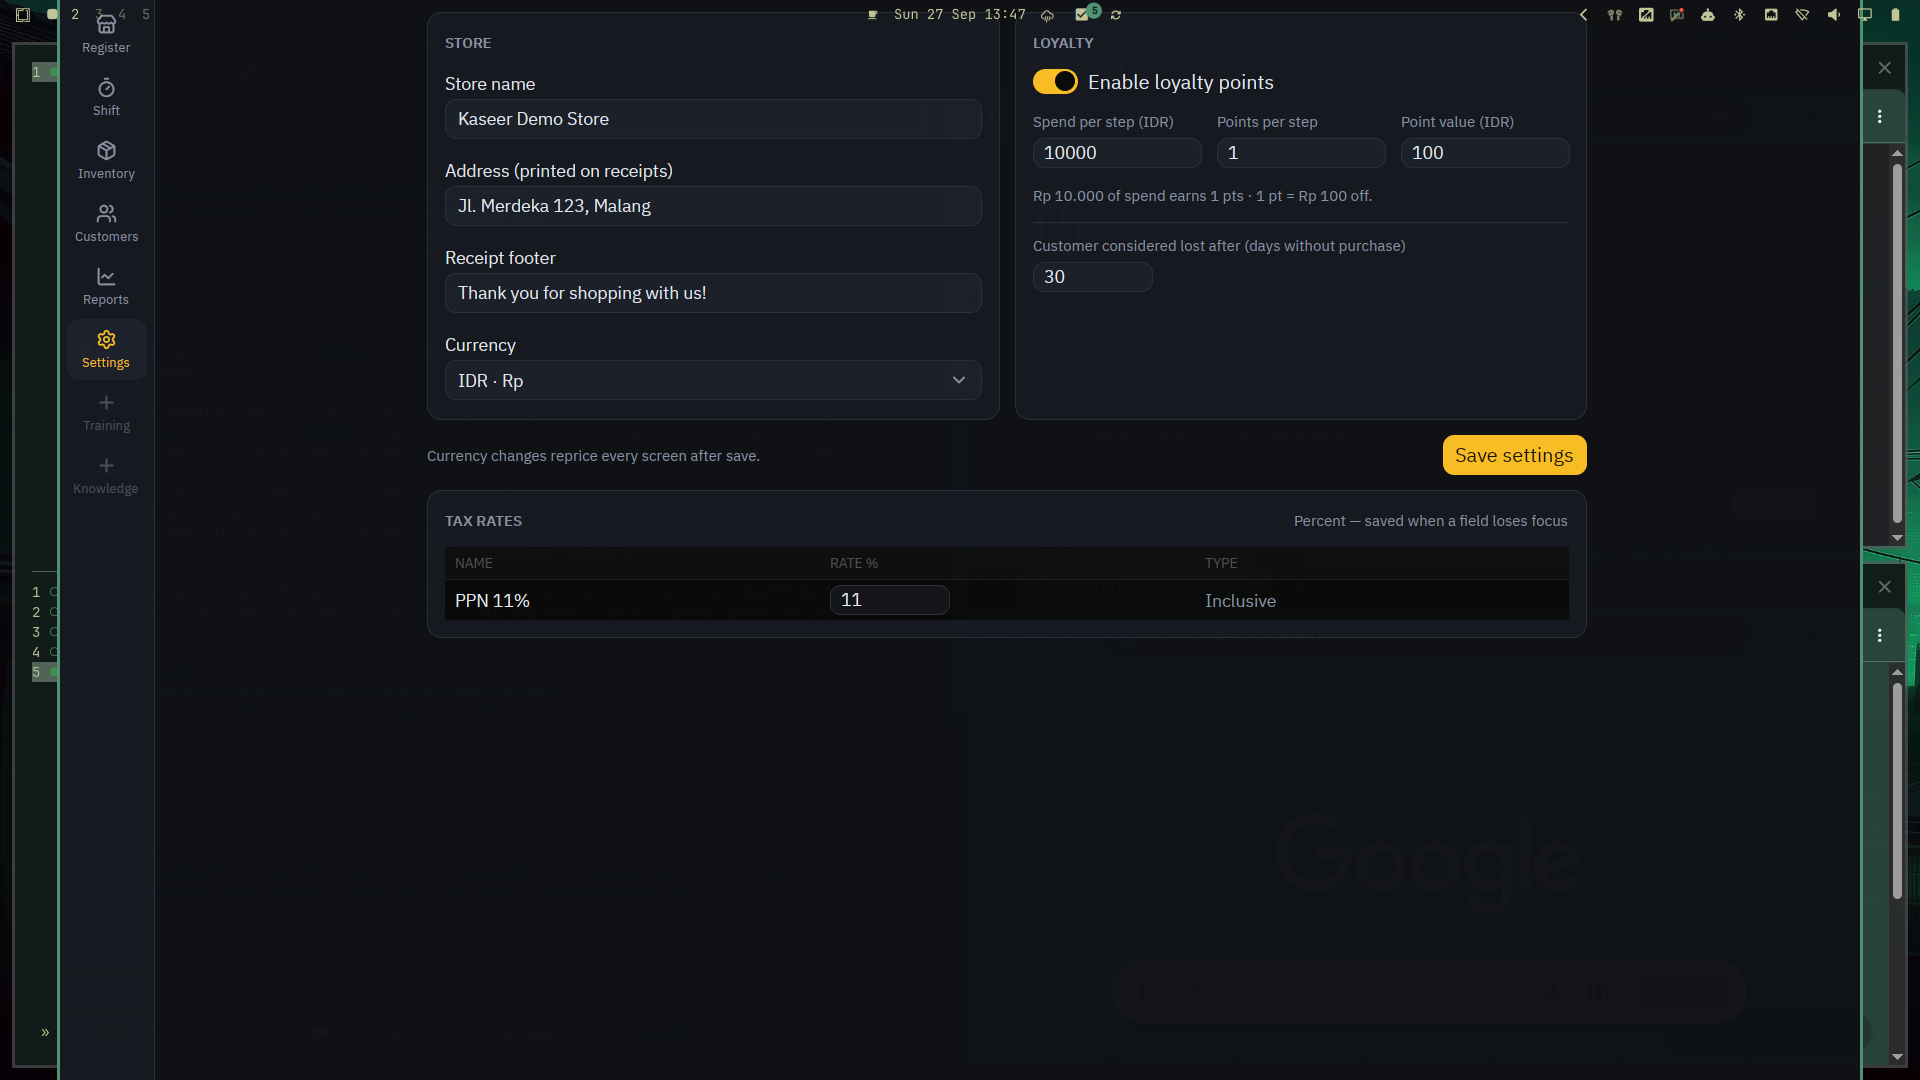 2 3 4 5
Sun 27 Sep 13:47
5
1
1
2
3
4
5
»
Register
Shift
Inventory
Customers
Reports
Settings
Training
Knowledge
STORE
Store name
Kaseer Demo Store
Address (printed on receipts)
Jl. Merdeka 123, Malang
Receipt footer
Thank you for shopping with us!
Currency
IDR · Rp
LOYALTY
Enable loyalty points
Spend per step (IDR) Points per step Point value (IDR)
10000 1 100
Rp 10.000 of spend earns 1 pts · 1 pt = Rp 100 off.
Customer considered lost after (days without purchase)
30
Currency changes reprice every screen after save.
Save settings
TAX RATES
Percent — saved when a field loses focus
NAME RATE % TYPE
PPN 11% 11 Inclusive
Google